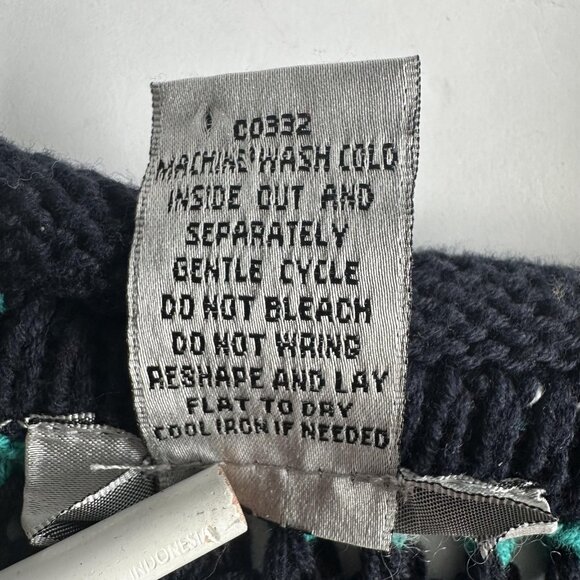 C0332
MACHINE WASH COLD
INSIDE OUT AND
SEPARATELY
GENTLE CYCLE
DO NOT BLEACH
DO NOT WRING
RESHAPE AND LAY
FLAT TO DRY
COOL IRON IF NEEDED
INDONESIA